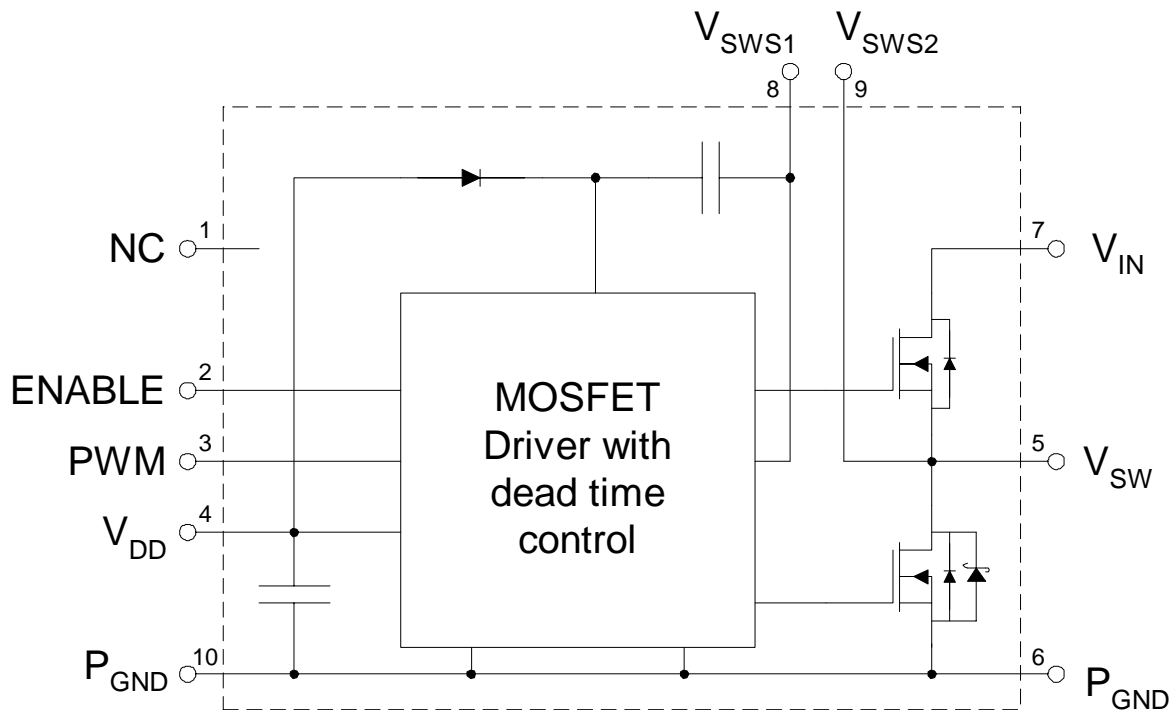 V_SWS1 V_SWS2
8 9
NC 1
7 V_IN
ENABLE 2
PWM 3
V_DD 4
MOSFET
Driver with
dead time
control
5 V_SW
P_GND 10
6 P_GND